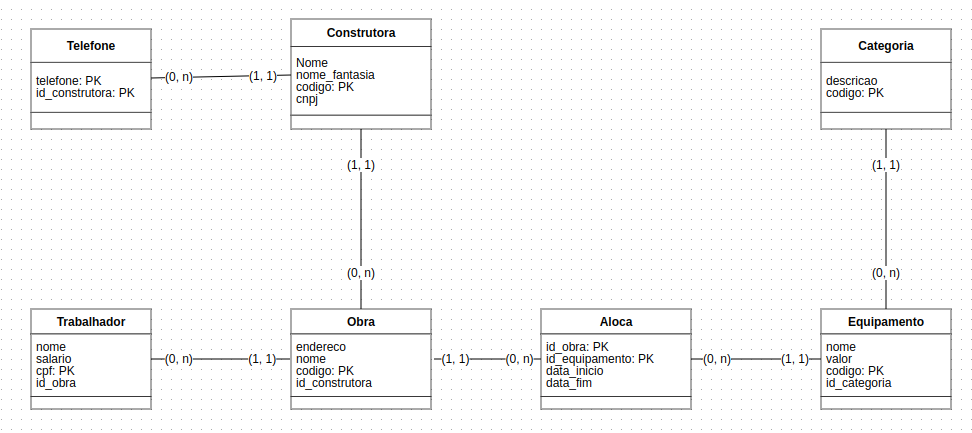 Telefone
telefone: PK
id_construtora: PK
(0, n)
(1, 1)
Construtora
Nome
nome_fantasia
codigo: PK
cnpj
Categoria
descricao
codigo: PK
(1, 1)
(0, n)
(1, 1)
(0, n)
Trabalhador
nome
salario
cpf: PK
id_obra
(0, n)
(1, 1)
Obra
endereco
nome
codigo: PK
id_construtora
(1, 1)
(0, n)
Aloca
id_obra: PK
id_equipamento: PK
data_inicio
data_fim
(0, n)
(1, 1)
Equipamento
nome
valor
codigo: PK
id_categoria